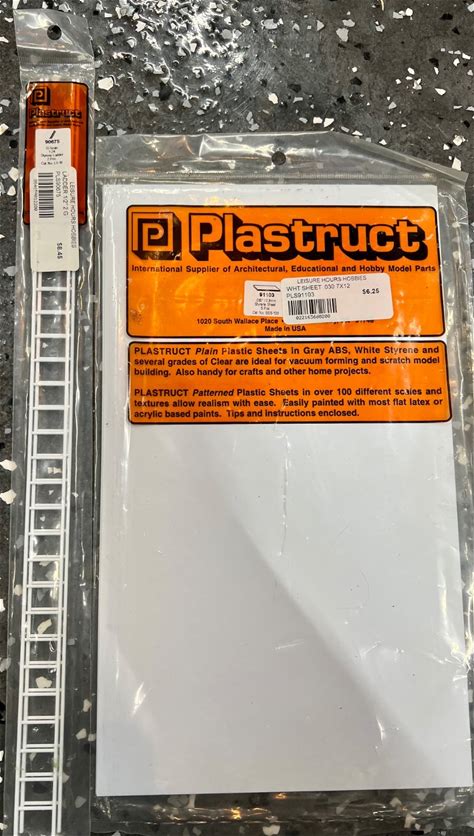 Plastruct
90675
LEISURE HOURS HOBBIES
LADDER 1/2" 2 G
PLS90675
$8.45
Plastruct
International Supplier of Architectural, Educational and Hobby Model Parts
91103
LEISURE HOURS HOBBIES
WHT SHEET .030 7X12
PLS91103
$6.25
1020 South Wallace Place
Made in USA
PLASTRUCT Plain Plastic Sheets in Gray ABS, White Styrene and
several grades of Clear are ideal for vacuum forming and scratch model
building. Also handy for crafts and other home projects.
PLASTRUCT Patterned Plastic Sheets in over 100 different scales and
textures allow realism with ease. Easily painted with most flat latex or
acrylic based paints. Tips and instructions enclosed.